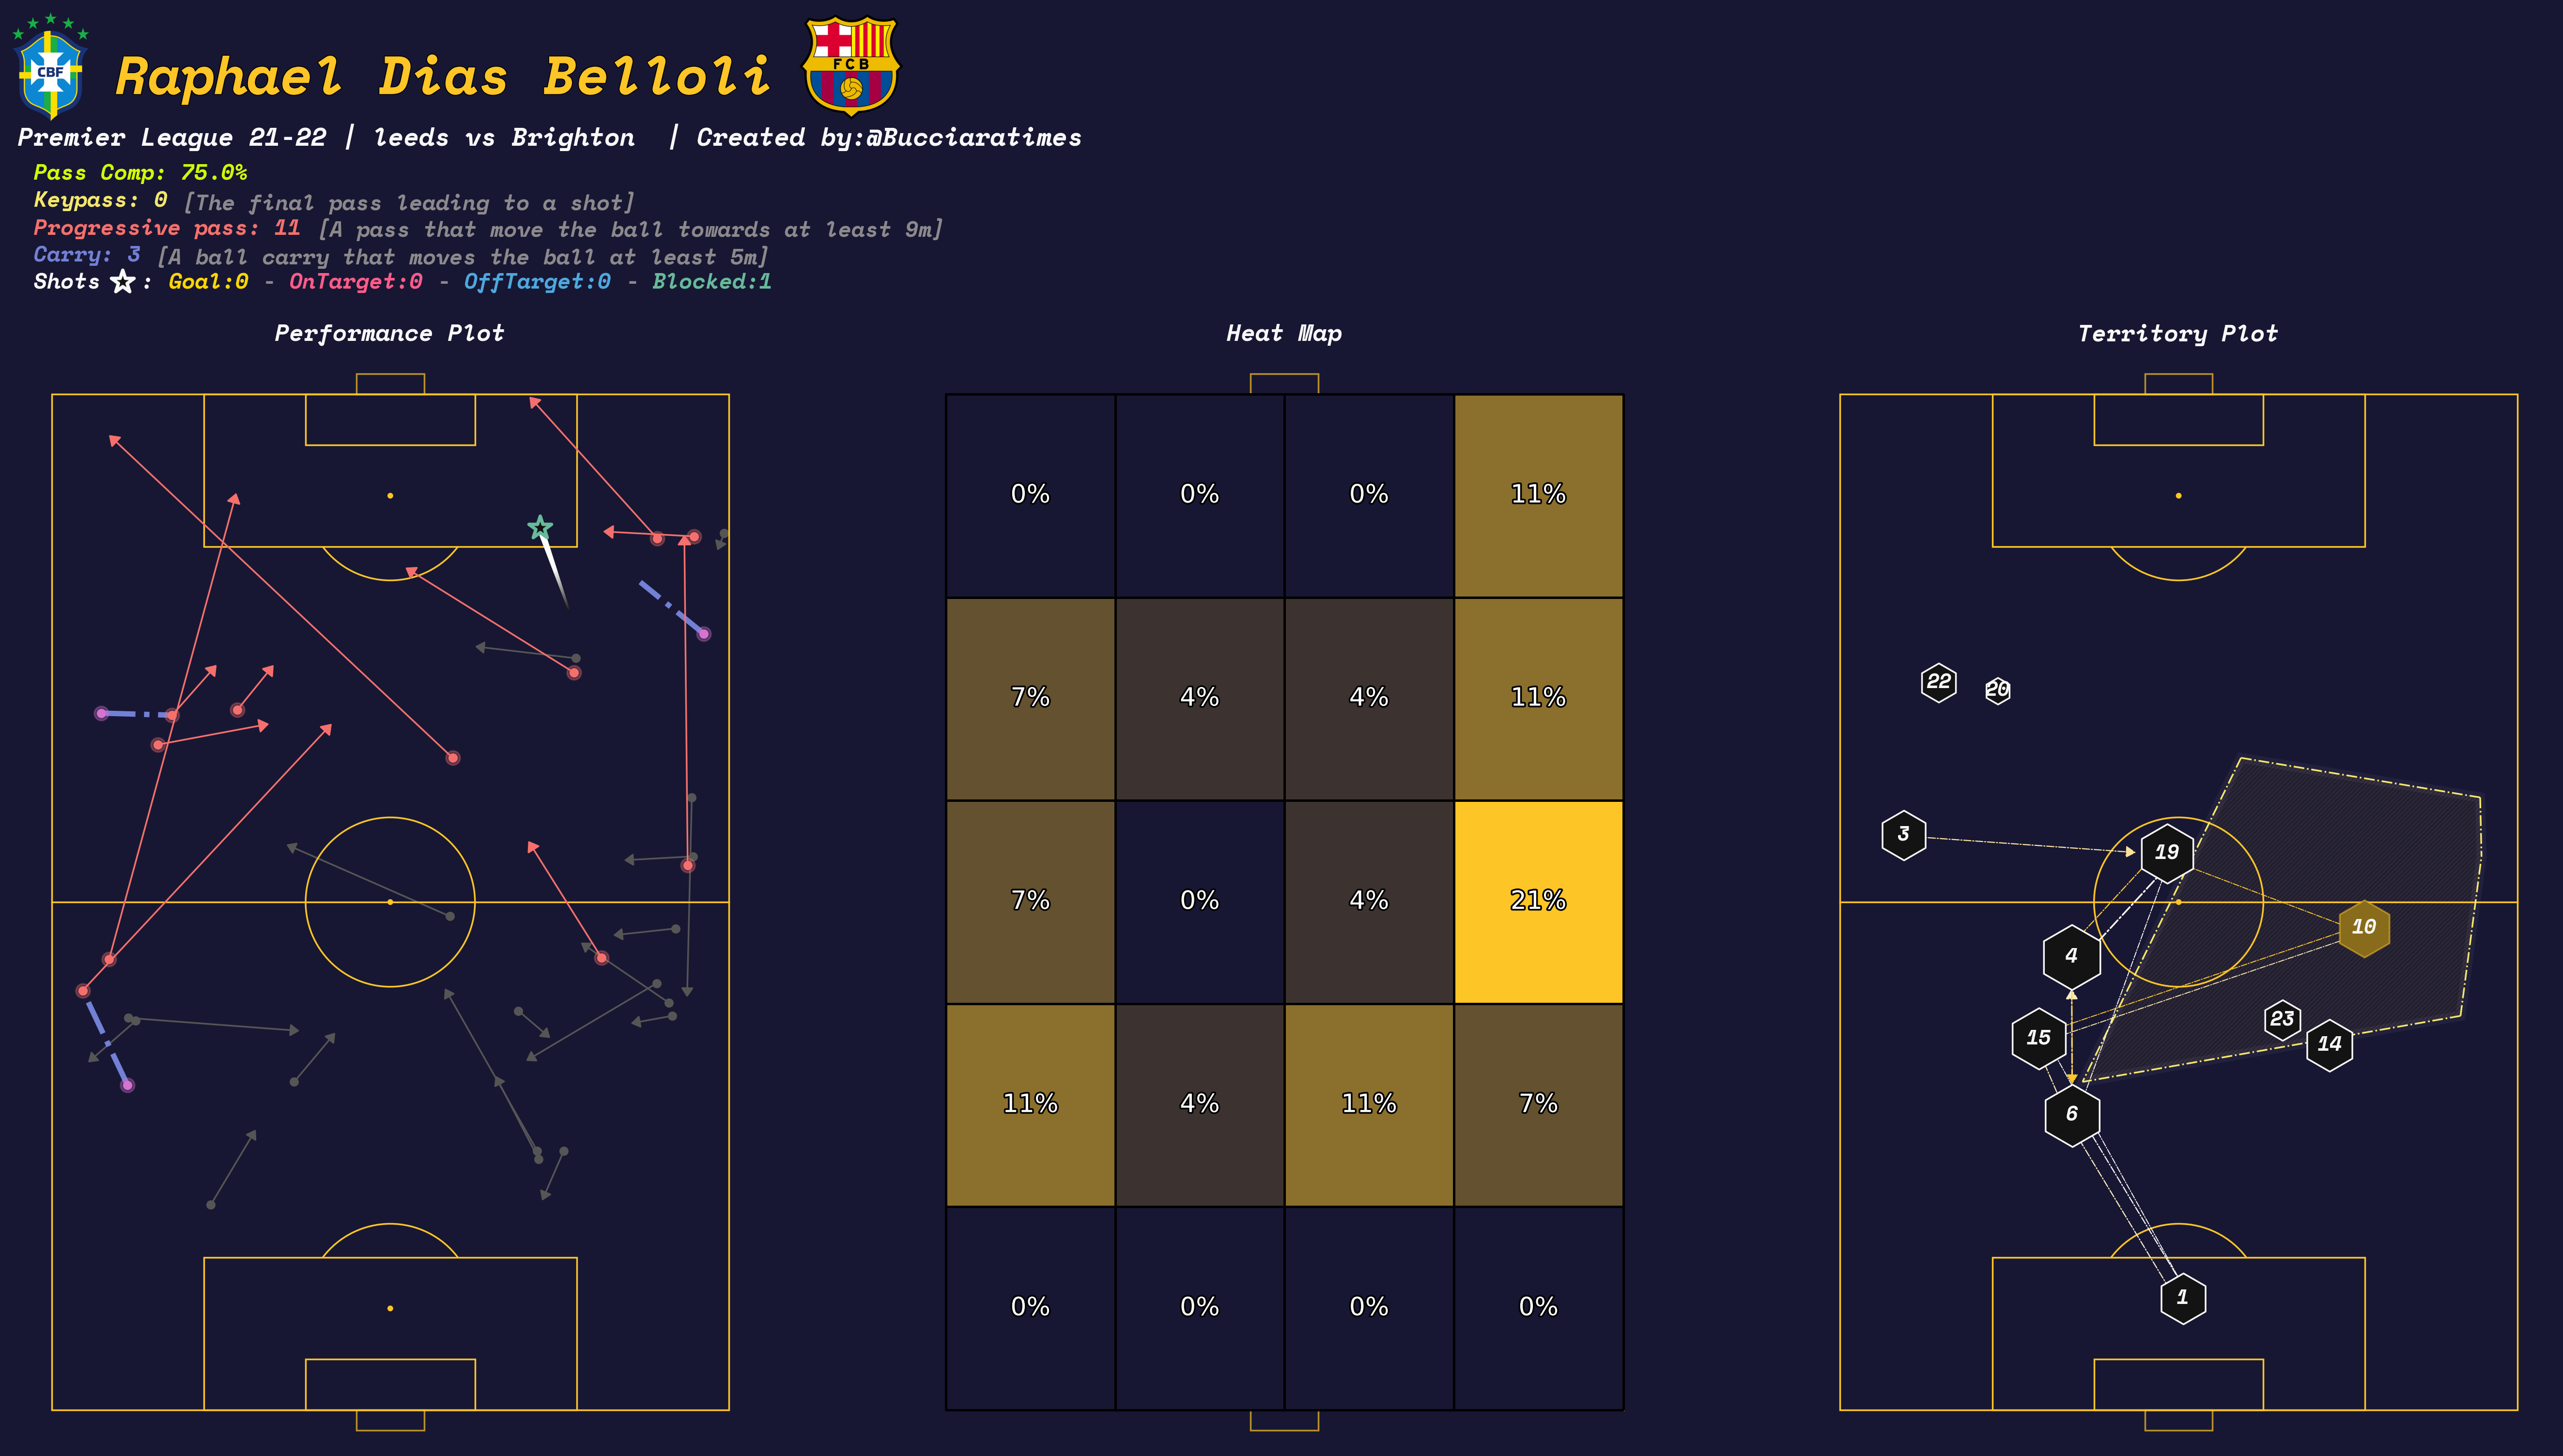 CBF
Raphael Dias Belloli
FCB
Premier League 21-22 | leeds vs Brighton | Created by:@Bucciaratimes
Pass Comp: 75.0%
Keypass: 0 [The final pass leading to a shot]
Progressive pass: 11 [A pass that move the ball towards at least 9m]
Carry: 3 [A ball carry that moves the ball at least 5m]
Shots ☆: Goal:0 - OnTarget:0 - OffTarget:0 - Blocked:1
Performance Plot
Heat Map
0% 0% 0% 11%
7% 4% 4% 11%
7% 0% 4% 21%
11% 4% 11% 7%
0% 0% 0% 0%
Territory Plot
22 20
3
19
10
4
23
15
14
6
1